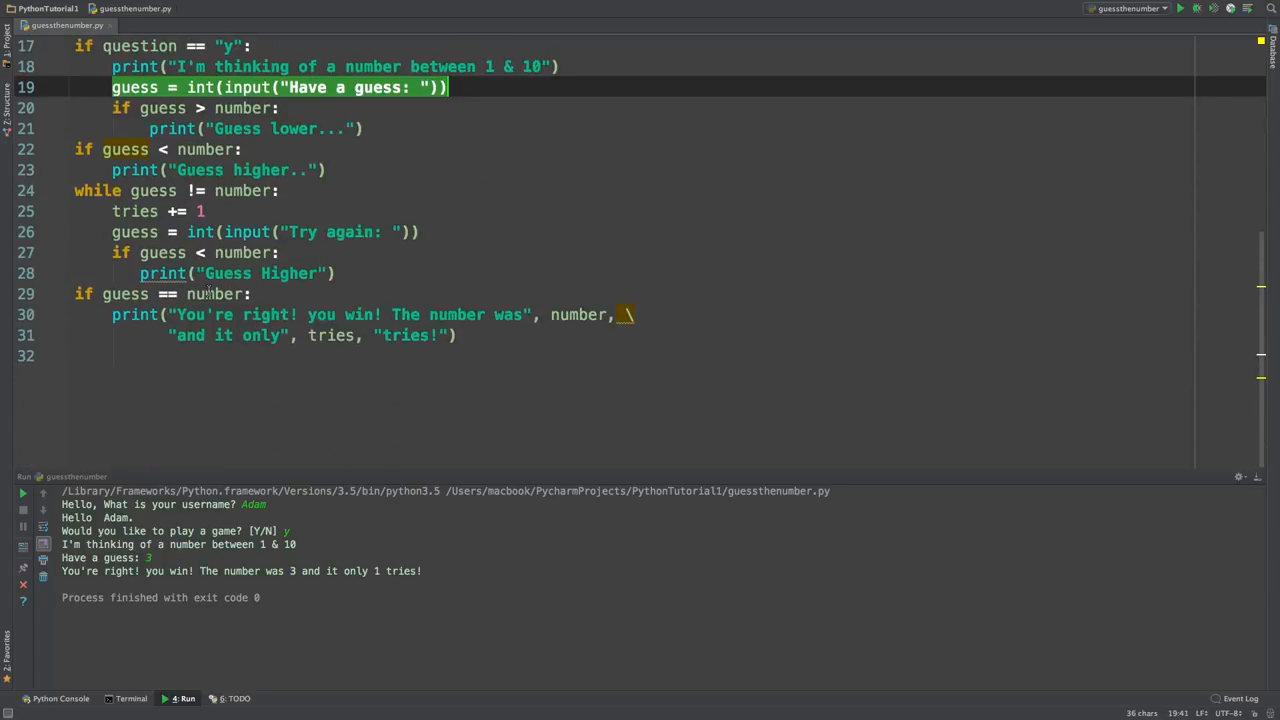 PythonTutorial1 guessthenumber.py guessthenumber
guessthenumber.py
1: Project
Z: Structure
Database
17 if question == "y":
18 print("I'm thinking of a number between 1 & 10")
19 guess = int(input("Have a guess: "))
20 if guess > number:
21 print("Guess lower...")
22 if guess < number:
23 print("Guess higher..")
24 while guess != number:
25 tries += 1
26 guess = int(input("Try again: "))
27 if guess < number:
28 print("Guess Higher")
29 if guess == number:
30 print("You're right! you win! The number was", number, \
31 "and it only", tries, "tries!")
32
Run guessthenumber
/Library/Frameworks/Python.framework/Versions/3.5/bin/python3.5 /Users/macbook/PycharmProjects/PythonTutorial1/guessthenumber.py
Hello, What is your username? Adam
Hello  Adam.
Would you like to play a game? [Y/N] y
I'm thinking of a number between 1 & 10
Have a guess: 3
You're right! you win! The number was 3 and it only 1 tries!
Process finished with exit code 0
2: Favorites
Python Console Terminal 4: Run 6: TODO Event Log
36 chars 19:41 LF÷ UTF-8÷